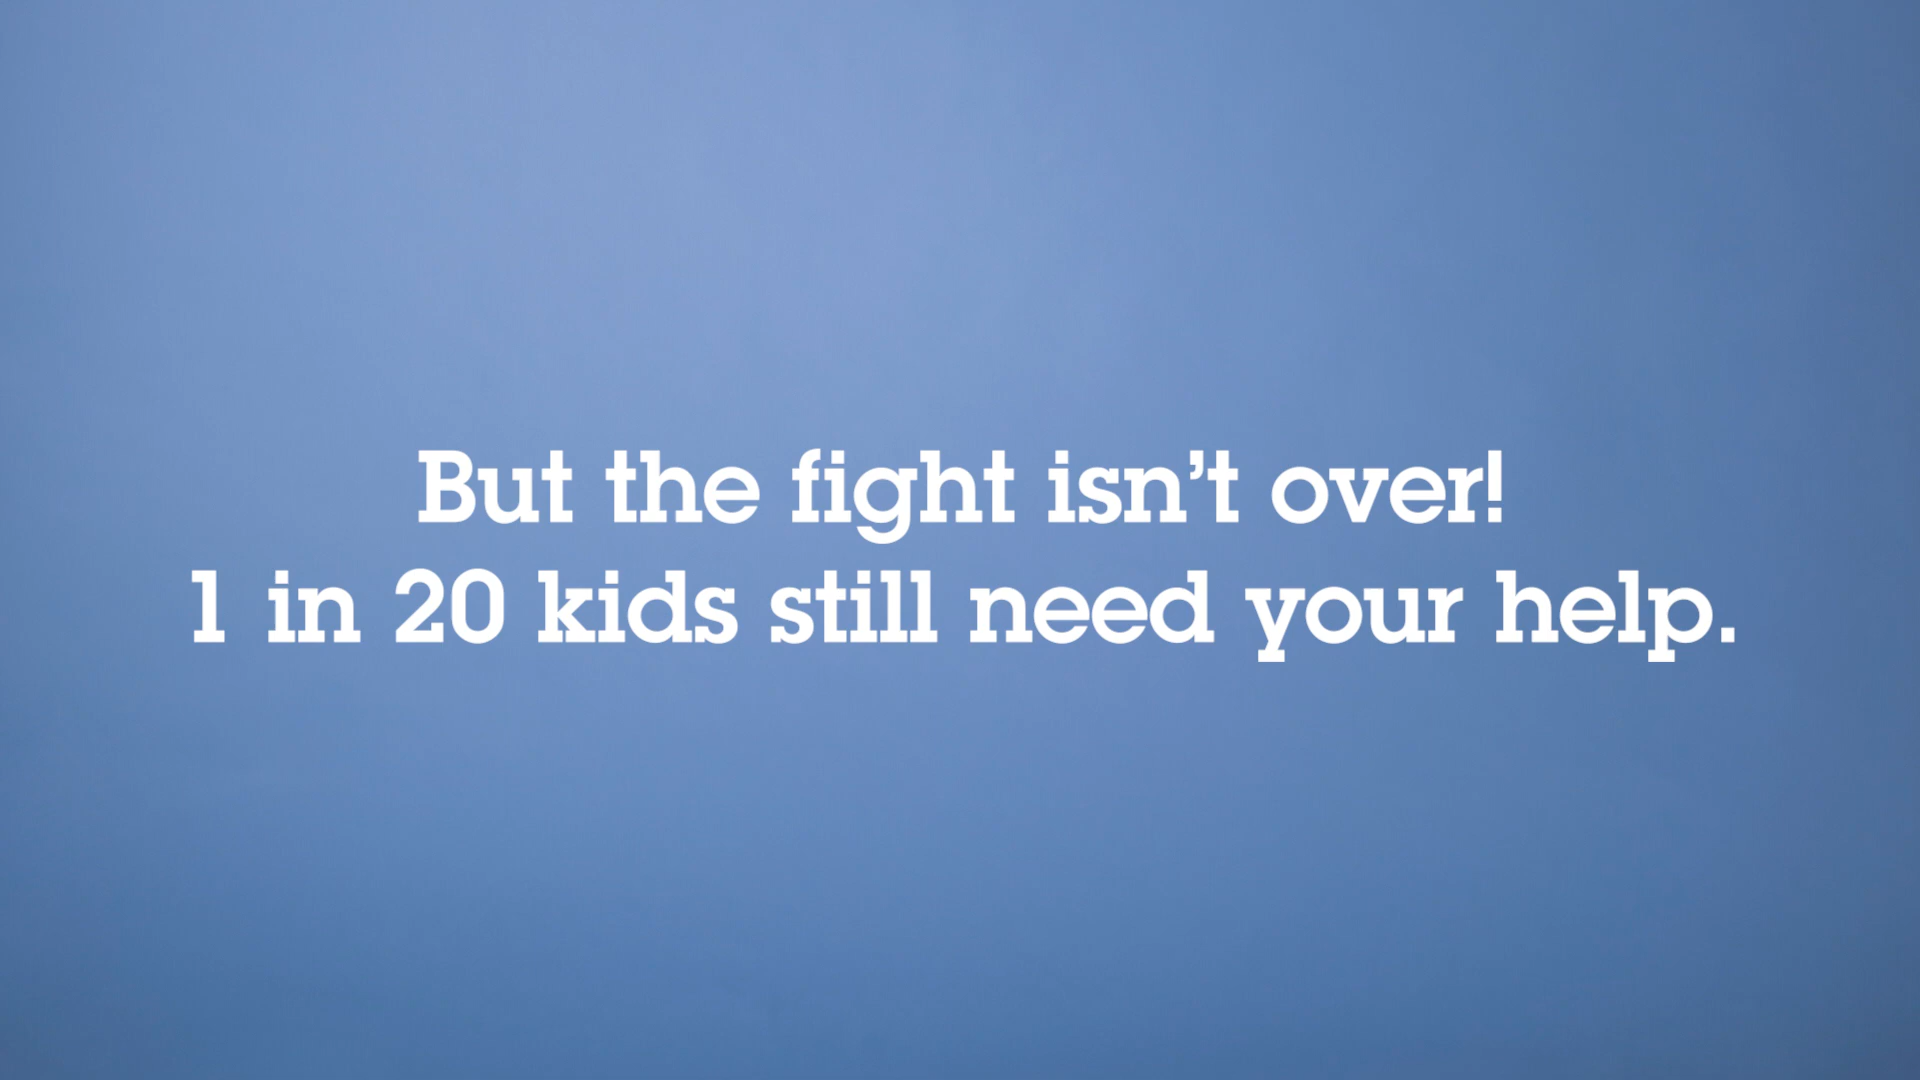 But the fight isn’t over!
1 in 20 kids still need your help.